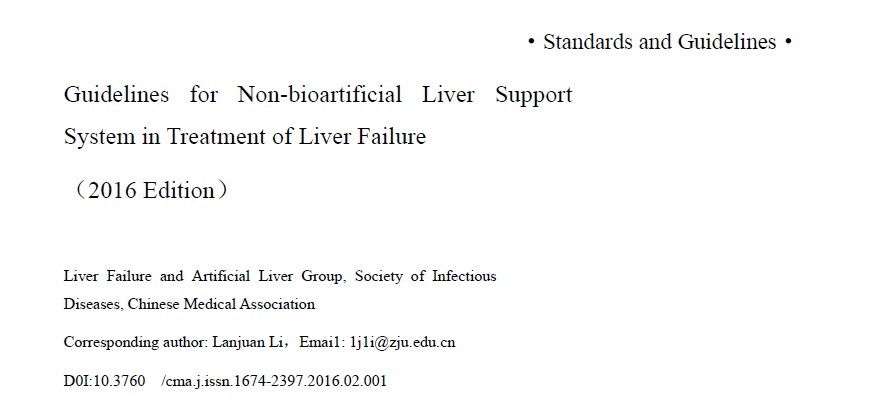 • Standards and Guidelines •
Guidelines for Non-bioartificial Liver Support
System in Treatment of Liver Failure
（2016 Edition）
Liver Failure and Artificial Liver Group, Society of Infectious
Diseases, Chinese Medical Association
Corresponding author: Lanjuan Li，Emai1: 1j1i@zju.edu.cn
D0I:10.3760 /cma.j.issn.1674-2397.2016.02.001